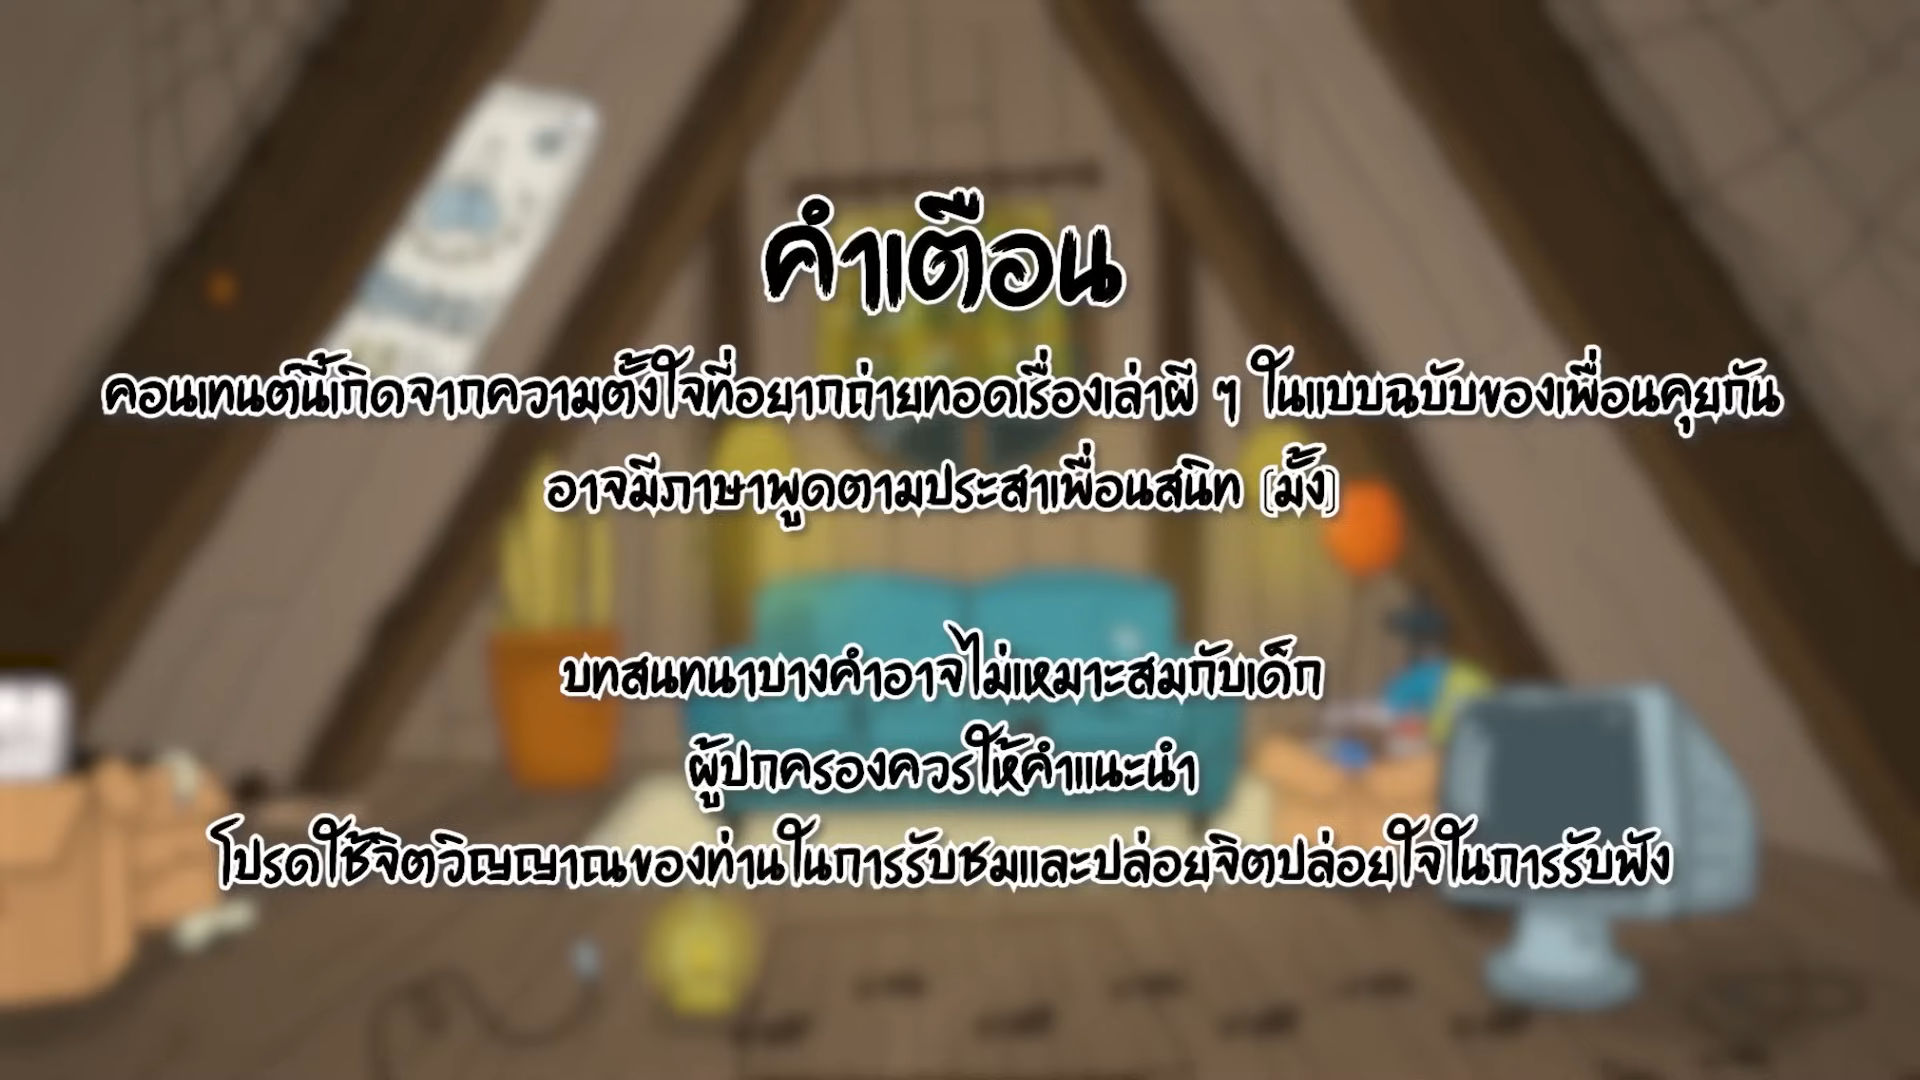 คำเตือน
คอนเทนต์นี้เกิดจากความตั้งใจที่อยากถ่ายทอดเรื่องเล่าผี ๆ ในแบบฉบับของเพื่อนคุยกัน
อาจมีภาษาพูดตามประสาเพื่อนสนิท (มั้ง)
บทสนทนาบางคำอาจไม่เหมาะสมกับเด็ก
ผู้ปกครองควรให้คำแนะนำ
โปรดใช้จิตวิญญาณของท่านในการรับชมและปล่อยจิตปล่อยใจในการรับฟัง